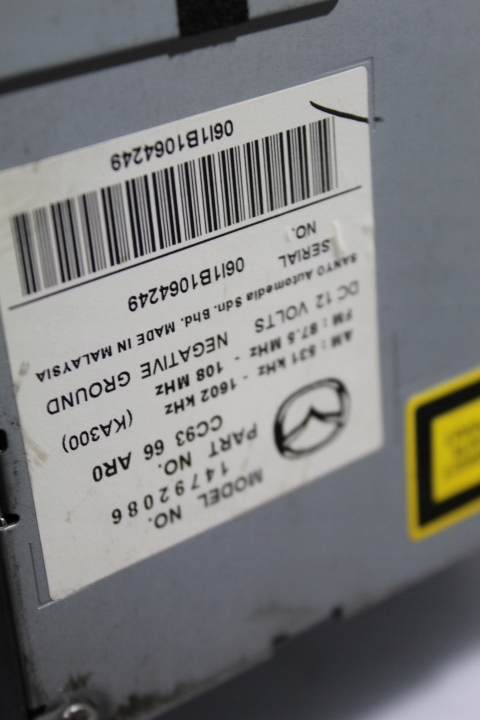 MODEL NO. 14792086
PART NO. CC93 66 AR0
(KA300)
AM : 531 kHz - 1602 kHz
FM : 87.5 MHz - 108 MHz
DC 12 VOLTS NEGATIVE GROUND
SANYO Automedia Sdn. Bhd. MADE IN MALAYSIA
SERIAL NO. 06I1B1064249
06I1B1064249